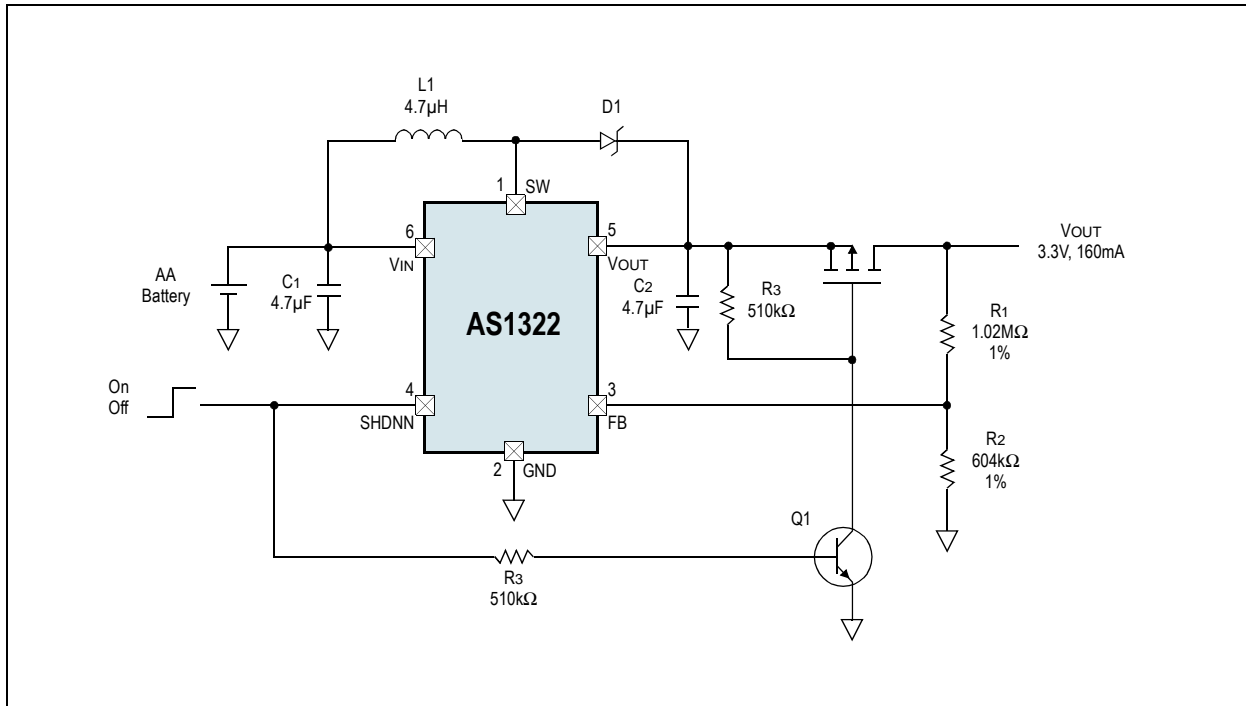 L1
4.7µH
D1
1
SW
6
VIN
5
VOUT
VOUT
3.3V, 160mA
AA
Battery
C1
4.7µF
C2
4.7µF
R3
510kΩ
AS1322
R1
1.02MΩ
1%
On
Off
4
SHDNN
3
FB
R2
604kΩ
1%
2
GND
Q1
R3
510kΩ